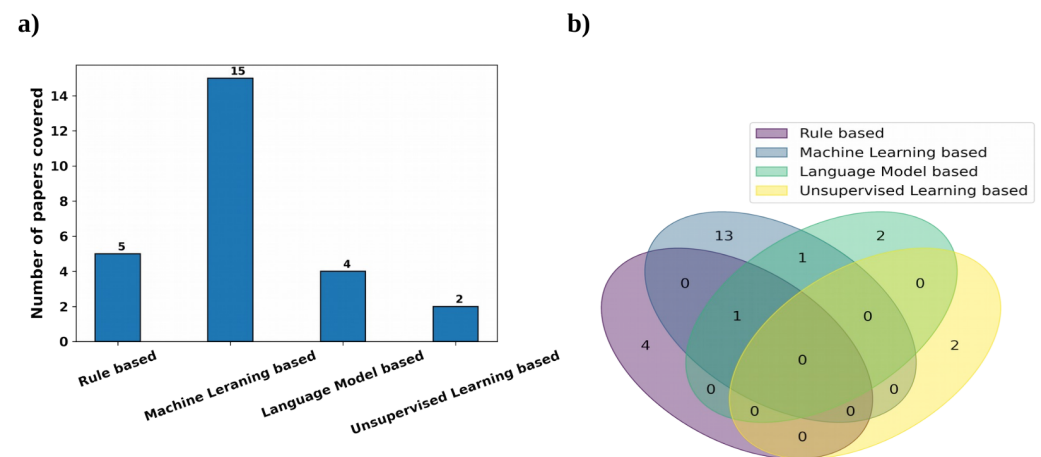 a)
Number of papers covered
14
12
10
8
6
4
2
0
5
15
4
2
Rule based
Machine Leraning based
Language Model based
Unsupervised Learning based
b)
Rule based
Machine Learning based
Language Model based
Unsupervised Learning based
13
2
1
0
0
1
0
4
2
0
0
0
0
0
0